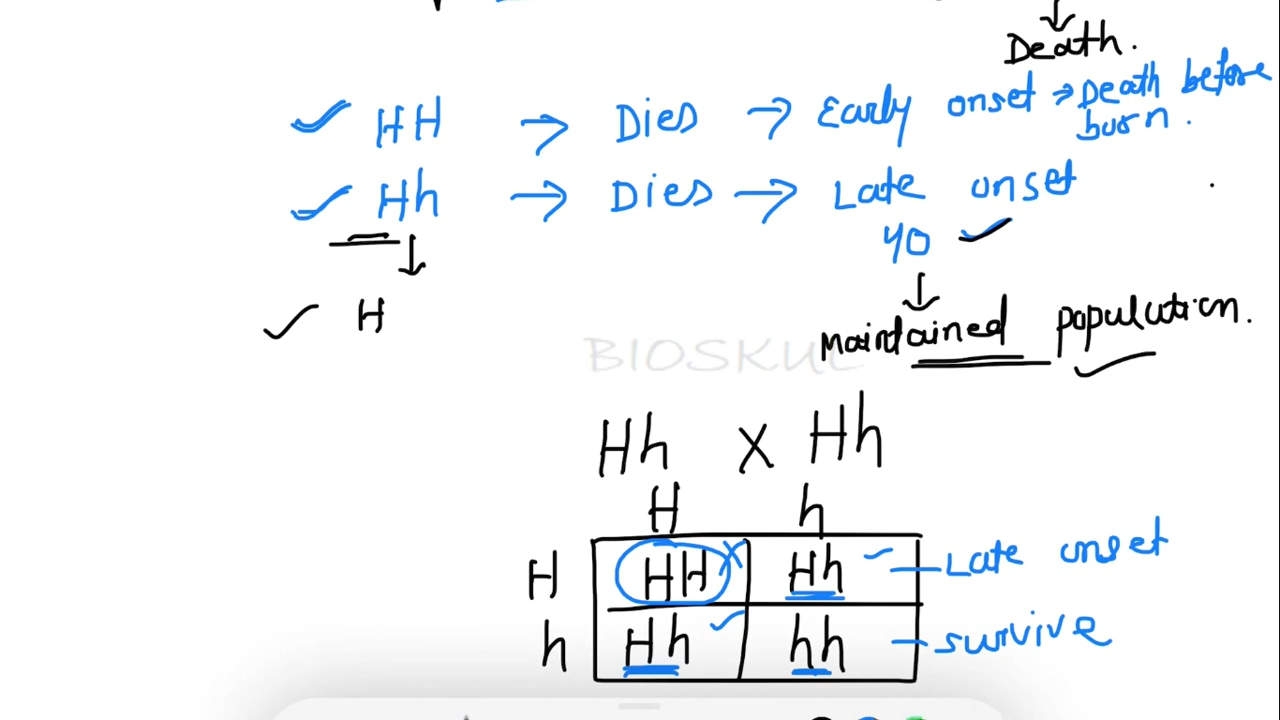 Death.
HH → Dies → Early onset → Death before
burn.
Hh → Dies → Late onset
40
↓
H
maintained population.
BIOSKUL
Hh X Hh
H h
H HH X Hh Late onset
h Hh hh survive